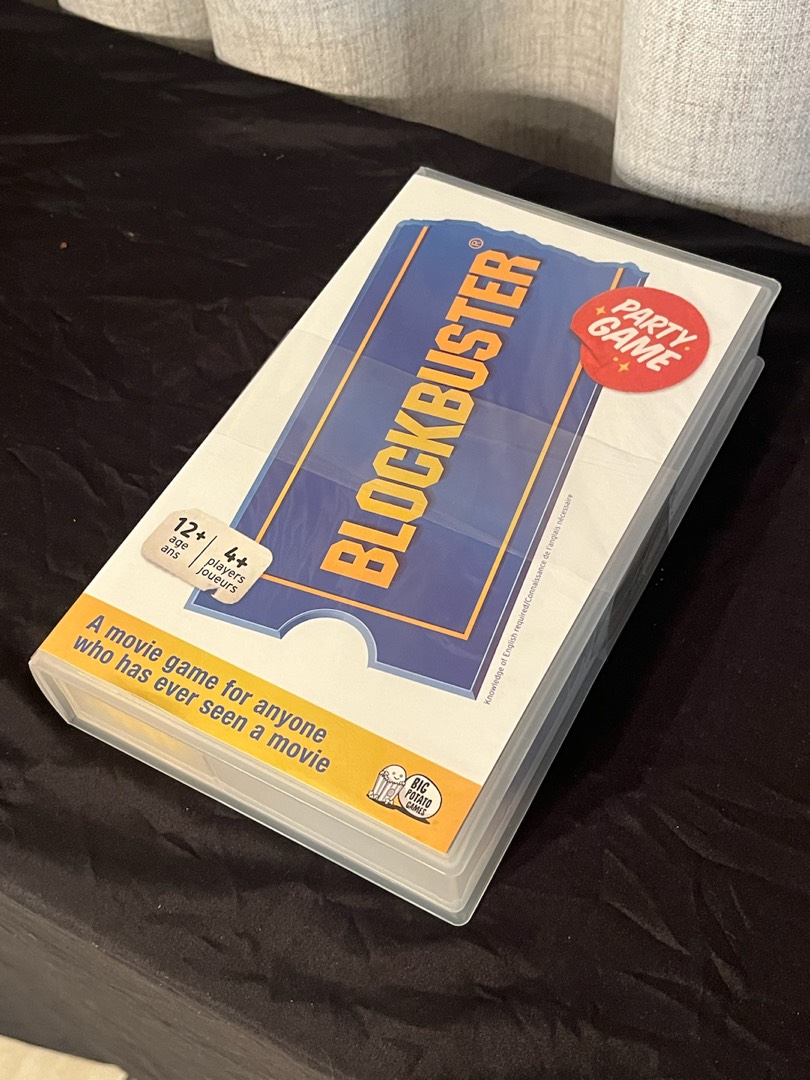 BLOCKBUSTER®
PARTY
GAME
12+
age
ans
4+
players
joueurs
Knowledge of English required/Connaissance de l'anglais nécessaire
A movie game for anyone
who has ever seen a movie
BIG
POTATO
GAMES